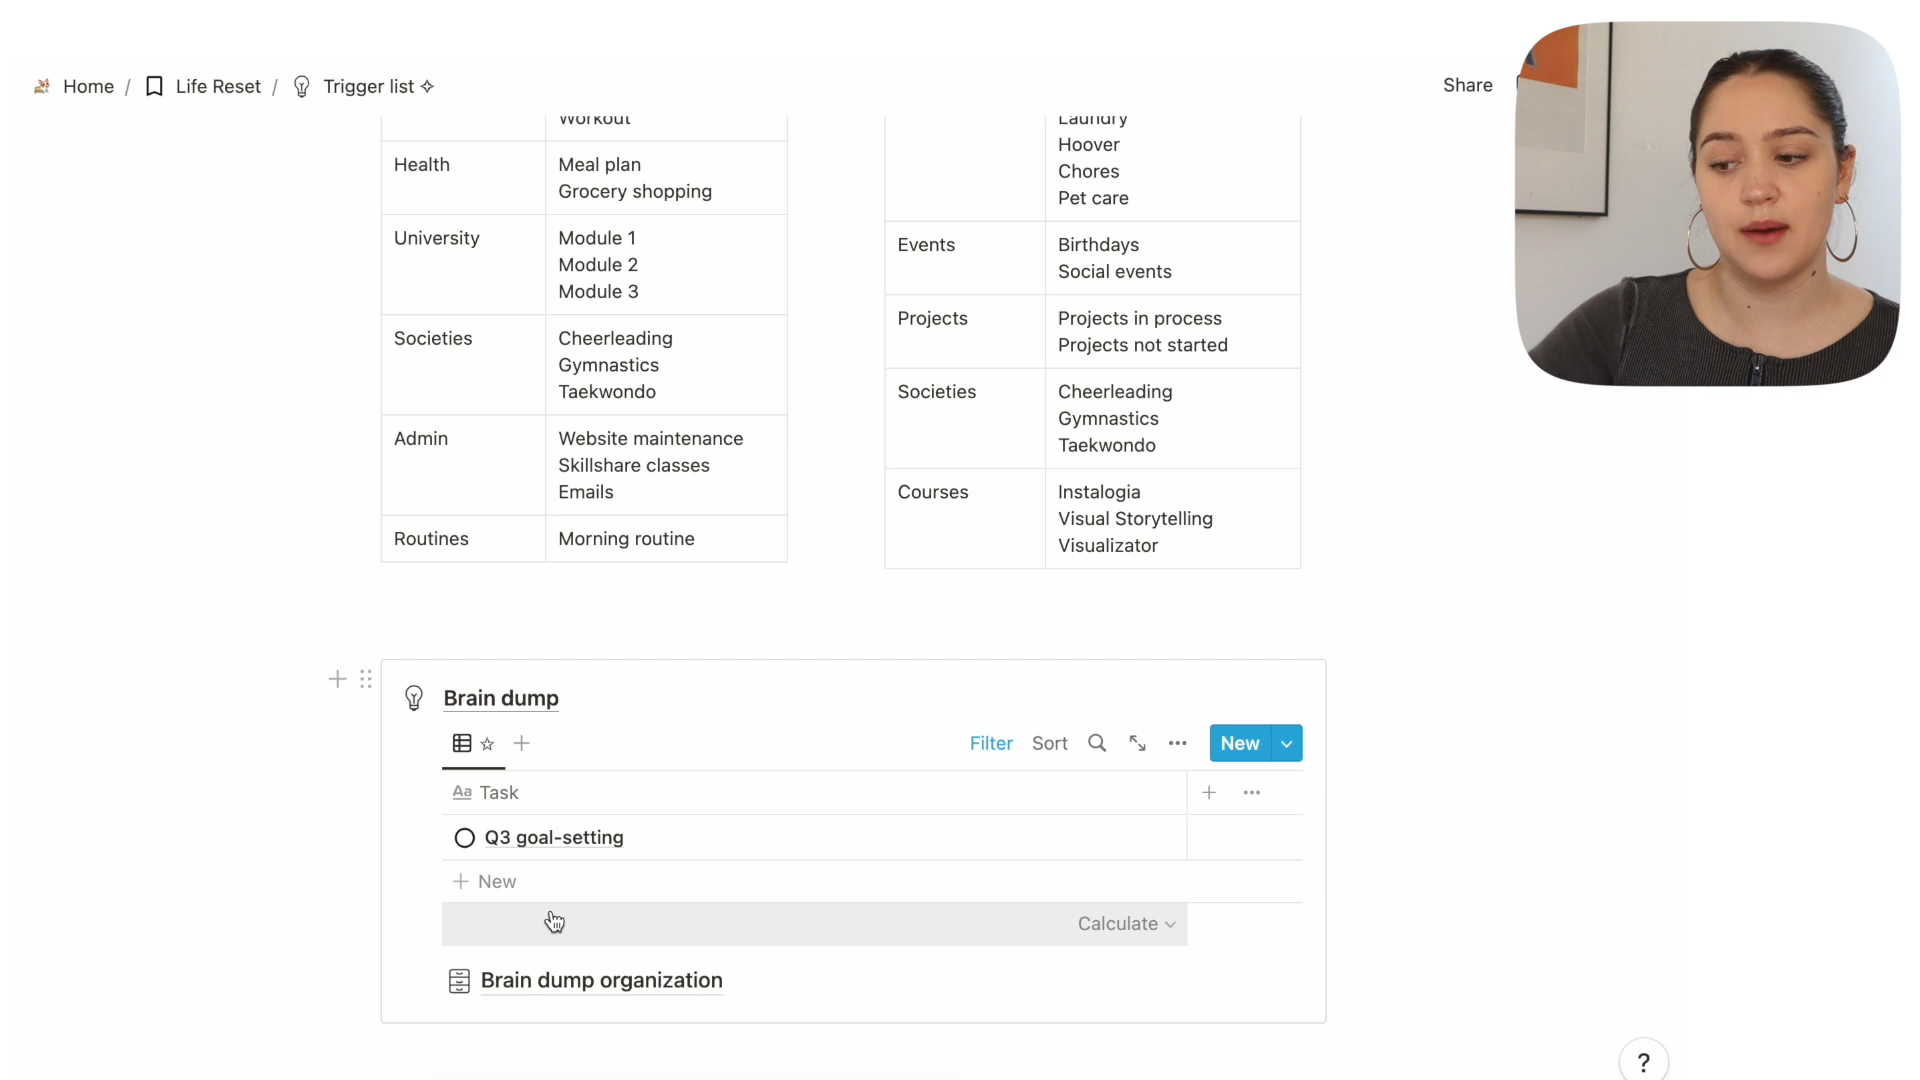 Home / Life Reset / Trigger list ✧
Share
Workout
Health
Meal plan
Grocery shopping
University
Module 1
Module 2
Module 3
Societies
Cheerleading
Gymnastics
Taekwondo
Admin
Website maintenance
Skillshare classes
Emails
Routines
Morning routine
Laundry
Hoover
Chores
Pet care
Events
Birthdays
Social events
Projects
Projects in process
Projects not started
Societies
Cheerleading
Gymnastics
Taekwondo
Courses
Instalogia
Visual Storytelling
Visualizator
Brain dump
Filter Sort New
Aa Task
Q3 goal-setting
+ New
Calculate
Brain dump organization
?